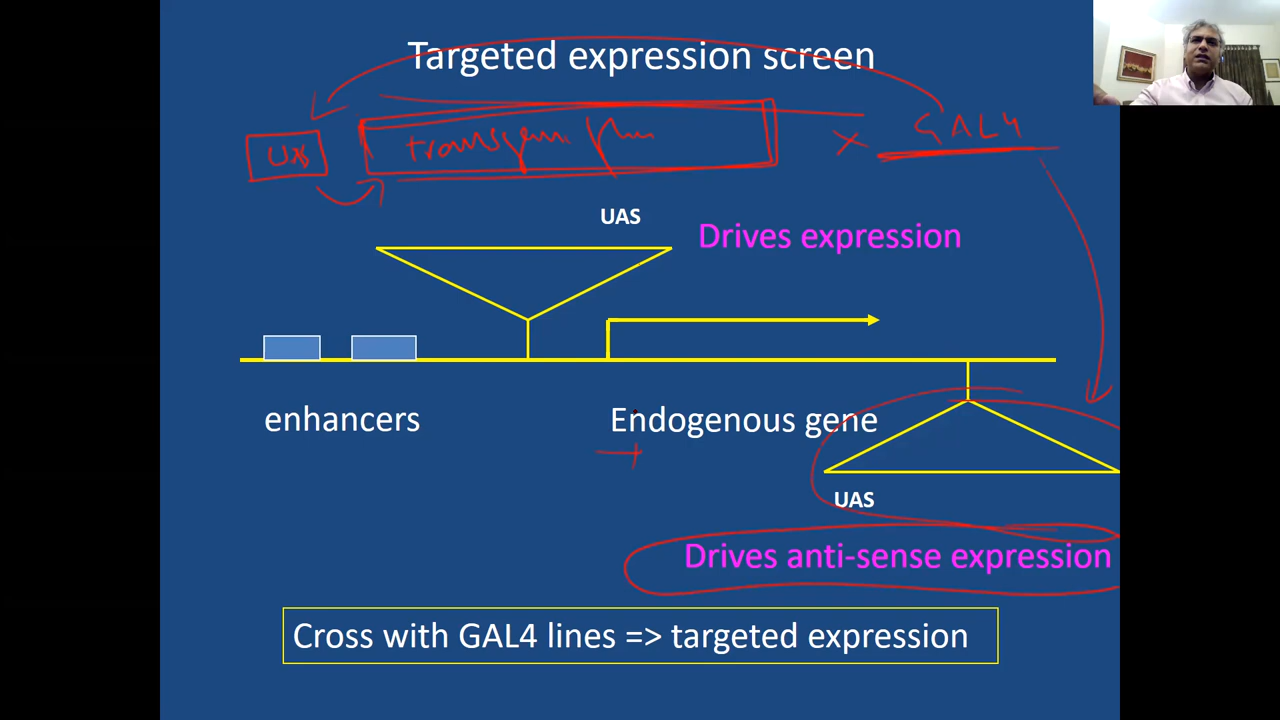 Targeted expression screen
GAL4
UAS
UAS
Drives expression
enhancers
Endogenous gene
UAS
Drives anti-sense expression
Cross with GAL4 lines => targeted expression